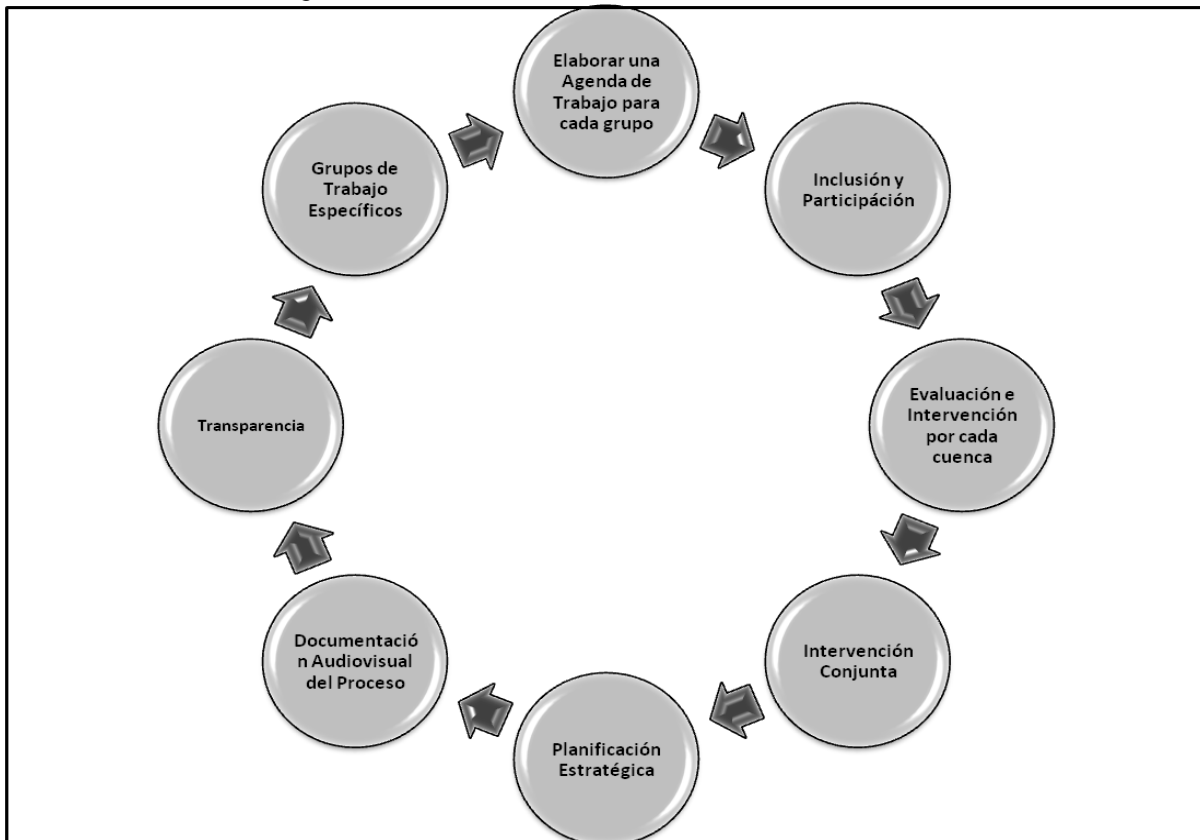 Elaborar una
Agenda de
Trabajo para
cada grupo
Inclusión y
Participáción
Evaluación e
Intervención
por cada
cuenca
Intervención
Conjunta
Planificación
Estratégica
Documentació
n Audiovisual
del Proceso
Transparencia
Grupos de
Trabajo
Específicos